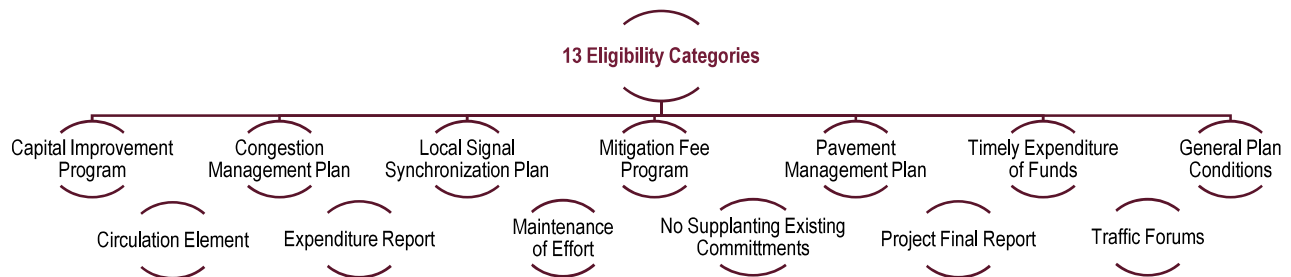 13 Eligibility Categories
Capital Improvement
Program
Congestion
Management Plan
Local Signal
Synchronization Plan
Mitigation Fee
Program
Pavement
Management Plan
Timely Expenditure
of Funds
General Plan
Conditions
Circulation Element
Expenditure Report
Maintenance
of Effort
No Supplanting Existing
Committments
Project Final Report
Traffic Forums